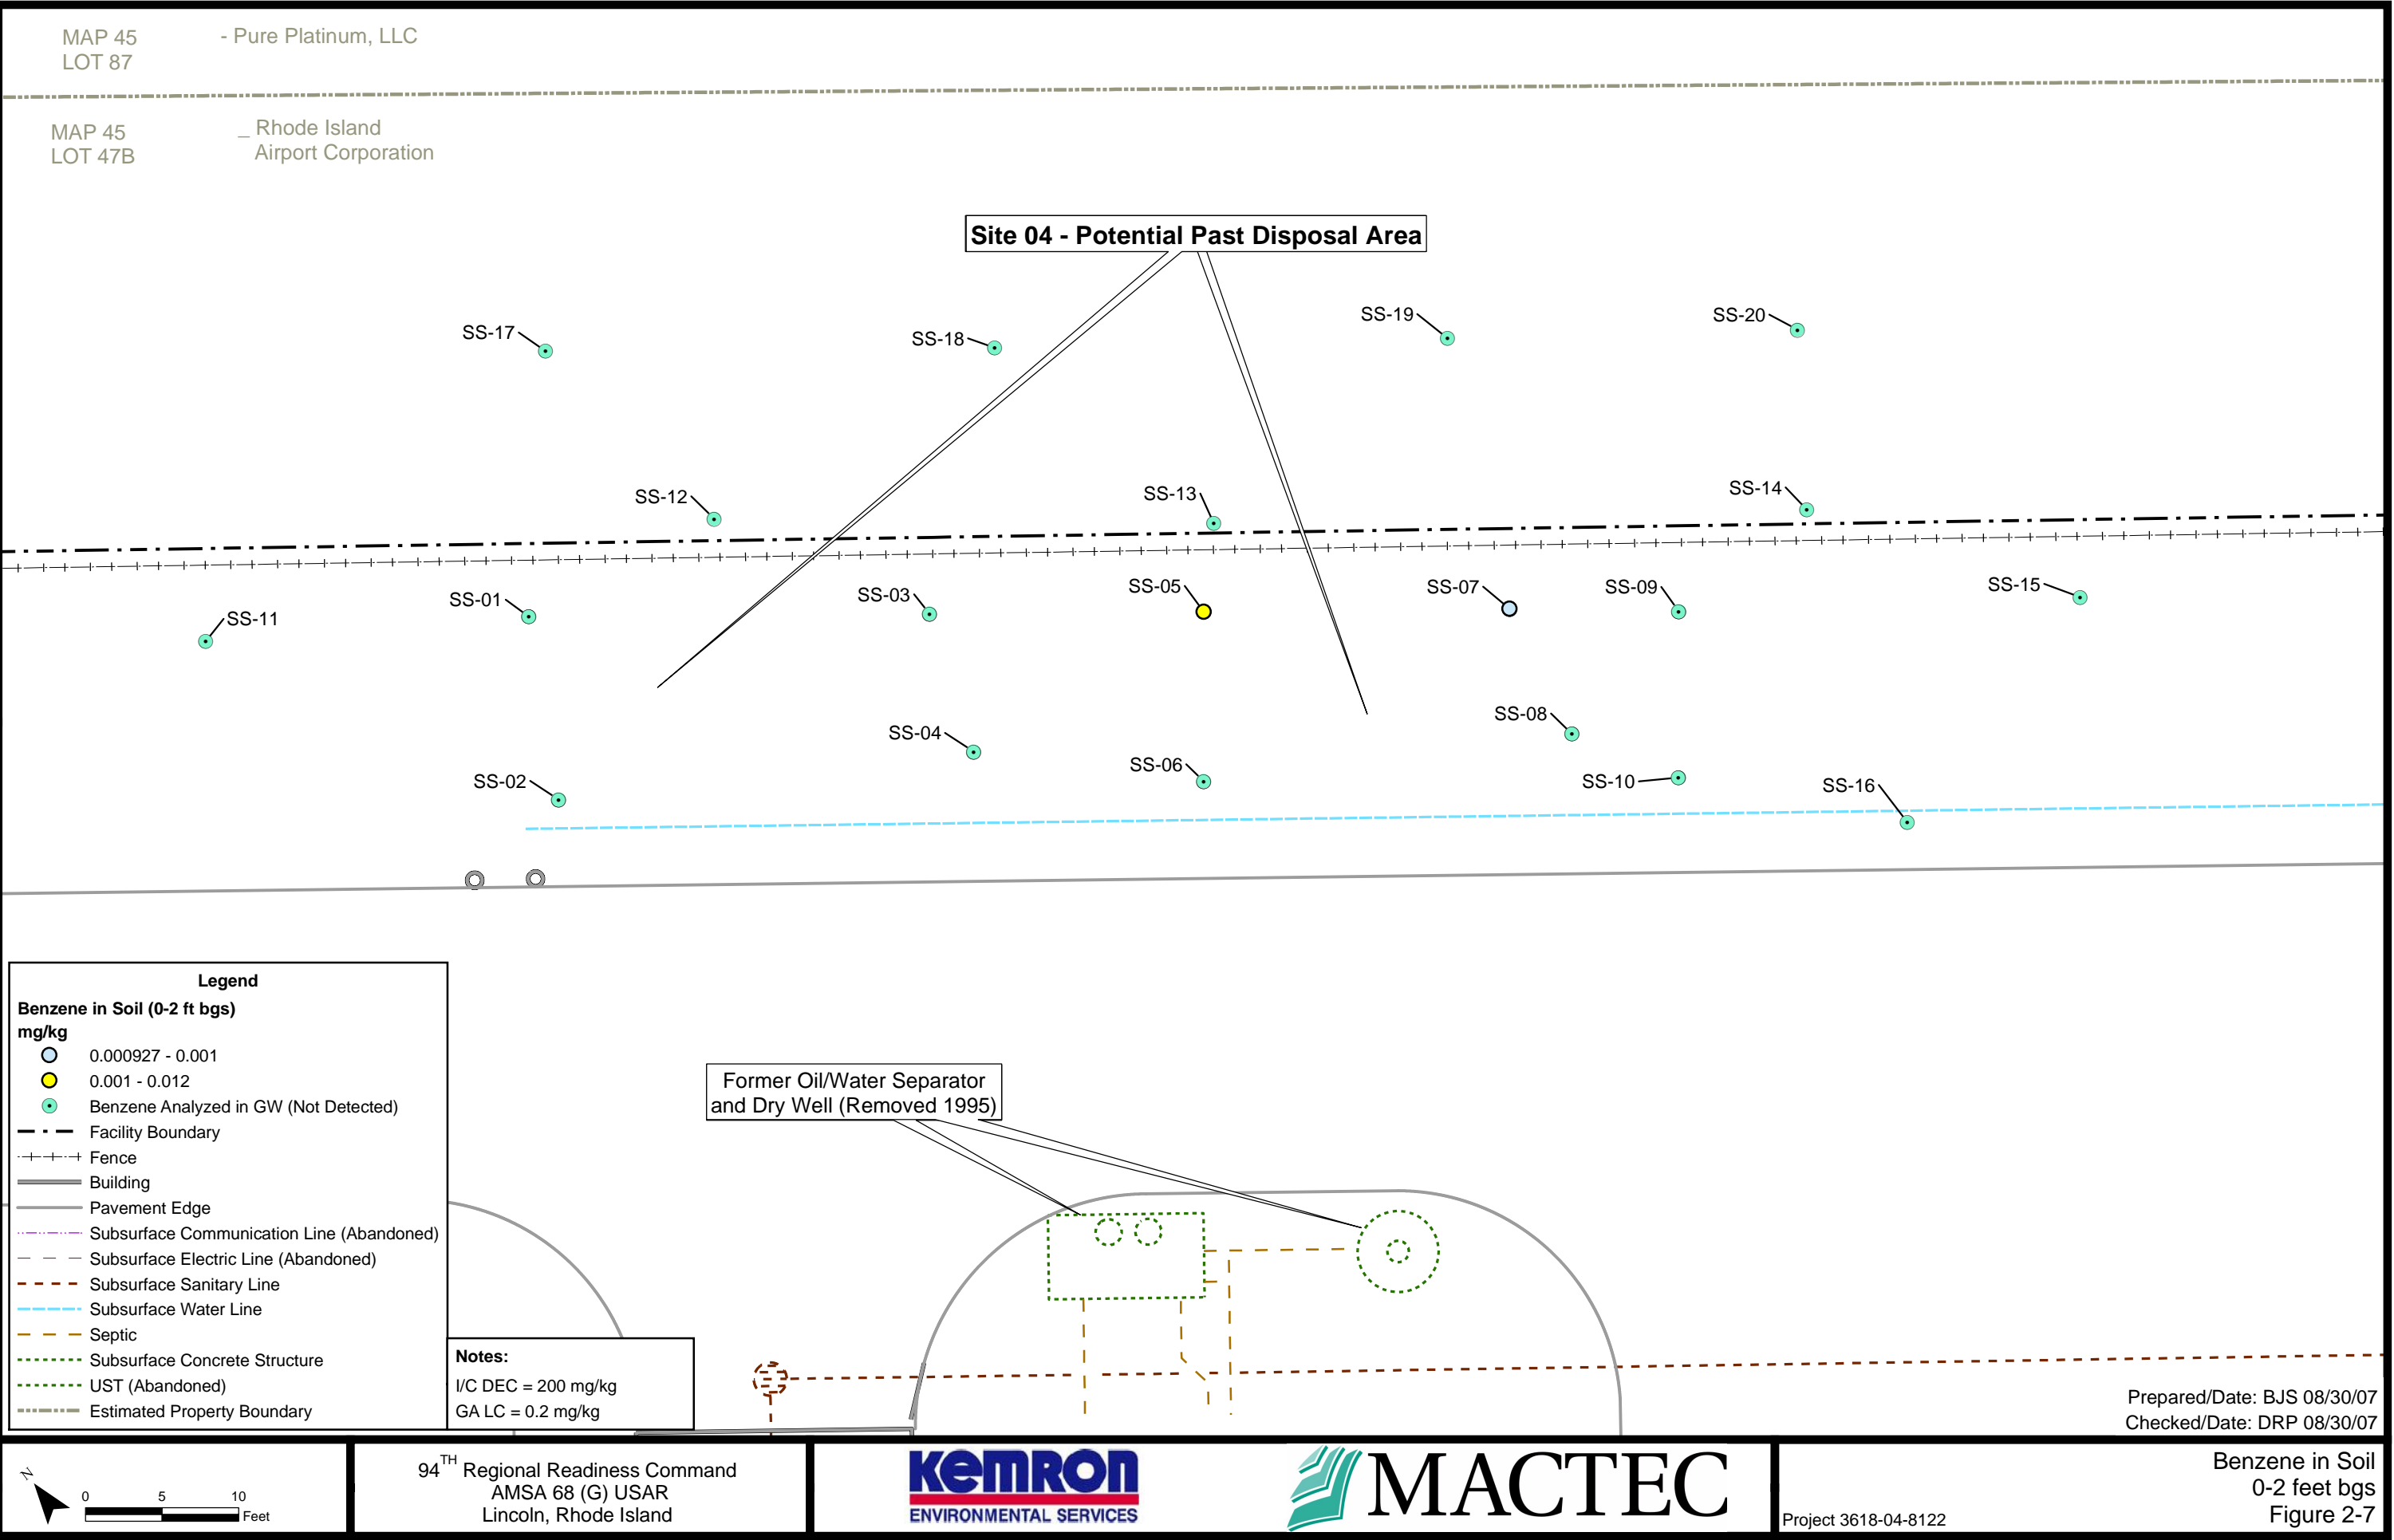 MAP 45 - Pure Platinum, LLC
LOT 87
MAP 45 _ Rhode Island
LOT 47B Airport Corporation
Site 04 - Potential Past Disposal Area
SS-17
SS-18
SS-19
SS-20
SS-12
SS-13
SS-14
SS-11
SS-01
SS-03
SS-05
SS-07
SS-09
SS-15
SS-02
SS-04
SS-06
SS-08
SS-10
SS-16
Legend
Benzene in Soil (0-2 ft bgs)
mg/kg
0.000927 - 0.001
0.001 - 0.012
Benzene Analyzed in GW (Not Detected)
Facility Boundary
Fence
Building
Pavement Edge
Subsurface Communication Line (Abandoned)
Subsurface Electric Line (Abandoned)
Subsurface Sanitary Line
Subsurface Water Line
Septic
Subsurface Concrete Structure
UST (Abandoned)
Estimated Property Boundary
Former Oil/Water Separator
and Dry Well (Removed 1995)
Notes:
I/C DEC = 200 mg/kg
GA LC = 0.2 mg/kg
Prepared/Date: BJS 08/30/07
Checked/Date: DRP 08/30/07
N
0 5 10
Feet
94TH Regional Readiness Command
AMSA 68 (G) USAR
Lincoln, Rhode Island
KEMRON
ENVIRONMENTAL SERVICES
MACTEC
Project 3618-04-8122
Benzene in Soil
0-2 feet bgs
Figure 2-7